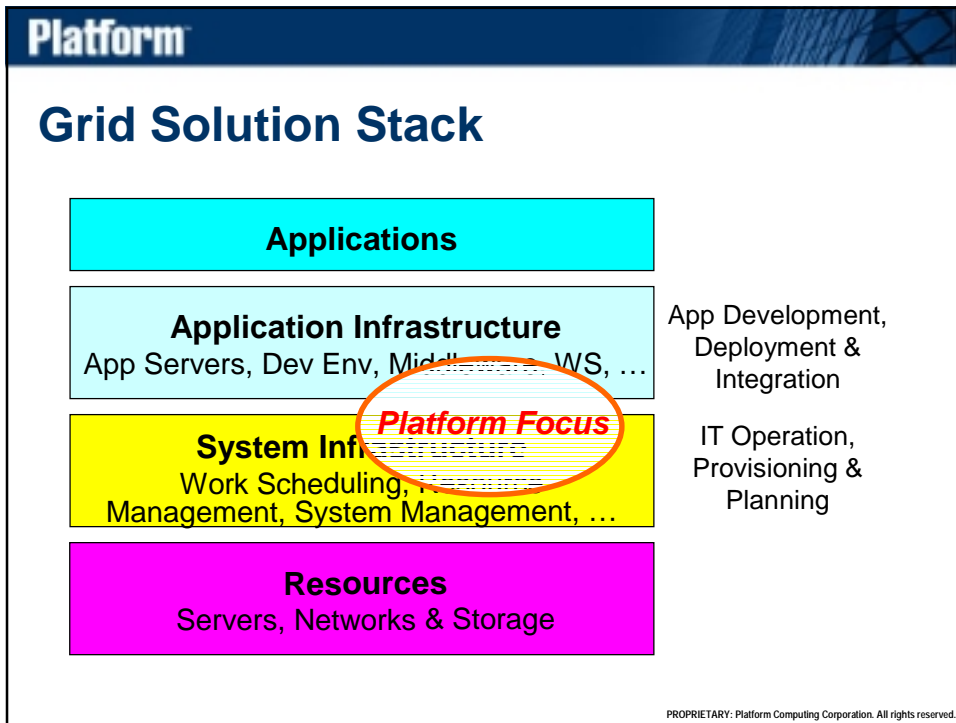 Platform™
Grid Solution Stack
Applications
Application Infrastructure
App Servers, Dev Env, Middleware, WS, …
App Development,
Deployment &
Integration
Platform Focus
System Infrastructure
Work Scheduling, Resource
Management, System Management, …
IT Operation,
Provisioning &
Planning
Resources
Servers, Networks & Storage
PROPRIETARY: Platform Computing Corporation. All rights reserved.